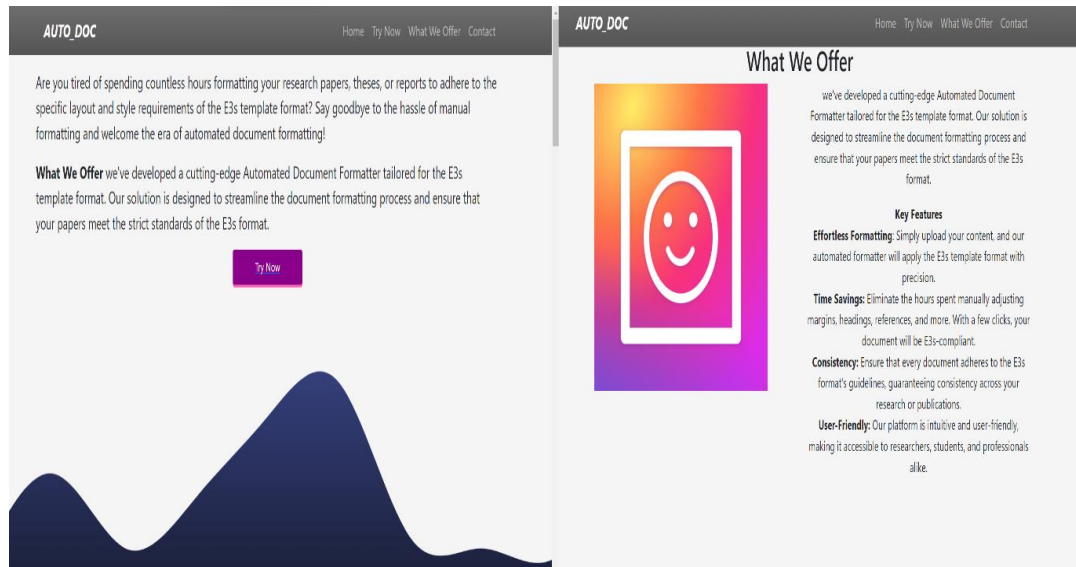 AUTO_DOC
Home Try Now What We Offer Contact
Are you tired of spending countless hours formatting your research papers, theses, or reports to adhere to the
specific layout and style requirements of the E3s template format? Say goodbye to the hassle of manual
formatting and welcome the era of automated document formatting!
What We Offer we've developed a cutting-edge Automated Document Formatter tailored for the E3s
template format. Our solution is designed to streamline the document formatting process and ensure that
your papers meet the strict standards of the E3s format.
Try Now
AUTO_DOC
Home Try Now What We Offer Contact
What We Offer
we've developed a cutting-edge Automated Document
Formatter tailored for the E3s template format. Our solution is
designed to streamline the document formatting process and
ensure that your papers meet the strict standards of the E3s
format.
Key Features
Effortless Formatting: Simply upload your content, and our
automated formatter will apply the E3s template format with
precision.
Time Savings: Eliminate the hours spent manually adjusting
margins, headings, references, and more. With a few clicks, your
document will be E3s-compliant.
Consistency: Ensure that every document adheres to the E3s
format's guidelines, guaranteeing consistency across your
research or publications.
User-Friendly: Our platform is intuitive and user-friendly,
making it accessible to researchers, students, and professionals
alike.